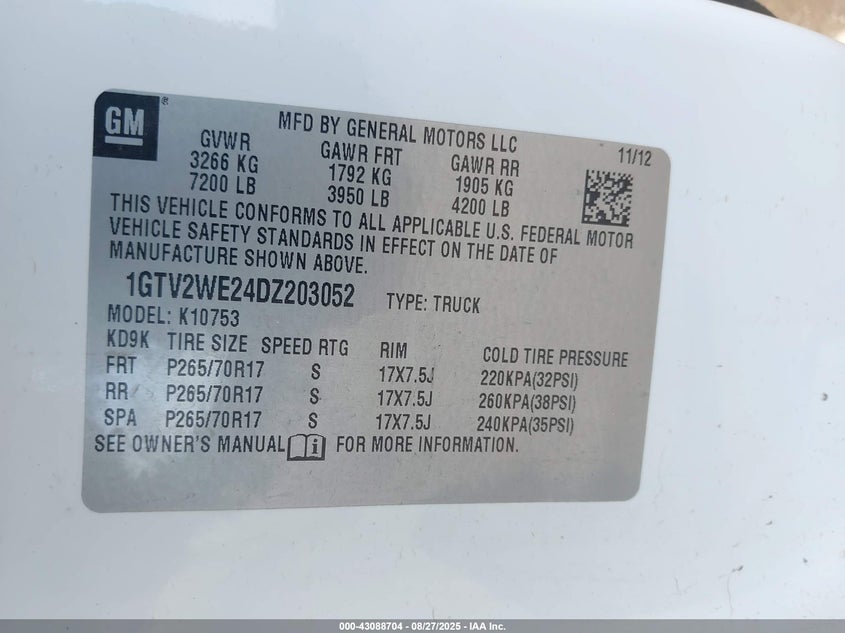 GM®
MFD BY GENERAL MOTORS LLC 11/12
GVWR GAWR FRT GAWR RR
3266 KG 1792 KG 1905 KG
7200 LB 3950 LB 4200 LB
THIS VEHICLE CONFORMS TO ALL APPLICABLE U.S. FEDERAL MOTOR
VEHICLE SAFETY STANDARDS IN EFFECT ON THE DATE OF
MANUFACTURE SHOWN ABOVE.
1GTV2WE24DZ203052 TYPE: TRUCK
MODEL: K10753
KD9K TIRE SIZE SPEED RTG RIM COLD TIRE PRESSURE
FRT P265/70R17 S 17X7.5J 220KPA(32PSI)
RR P265/70R17 S 17X7.5J 260KPA(38PSI)
SPA P265/70R17 S 17X7.5J 240KPA(35PSI)
SEE OWNER'S MANUAL i FOR MORE INFORMATION.
000-43088704 - 08/27/2025 - IAA Inc.